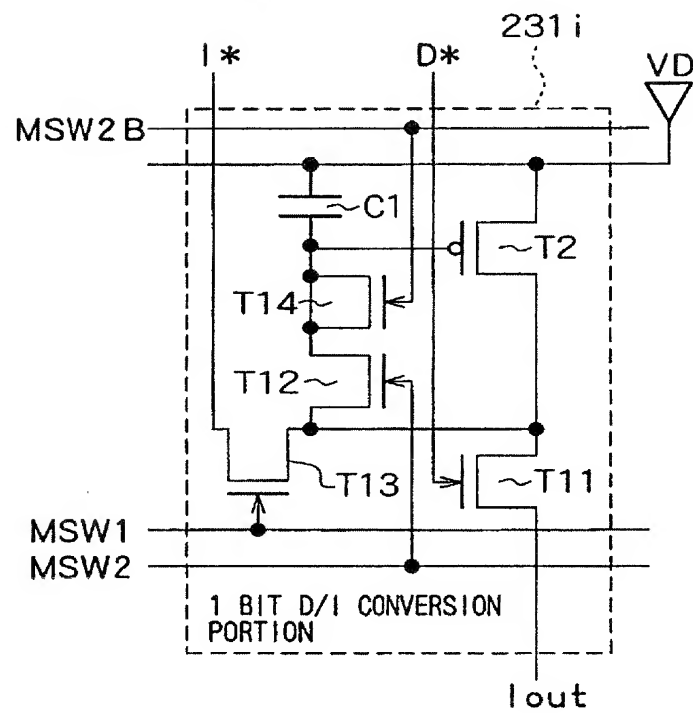 231i
I* D* VD
MSW2B
C1
T2
T14
T12
T13
T11
MSW1
MSW2
1 BIT D/I CONVERSION
PORTION
Iout